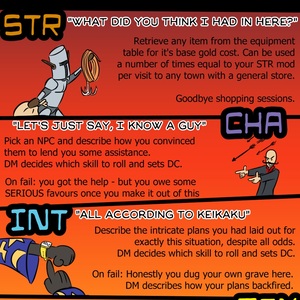 STR "WHAT DID YOU THINK I HAD IN HERE?"
Retrieve any item from the equipment
table for it's base gold cost. Can be used
a number of times equal to your STR mod
per visit to any town with a general store.
Goodbye shopping sessions.
"LET'S JUST SAY, I KNOW A GUY" CHA
Pick an NPC and describe how you convinced
them to lend you some assistance.
DM decides which skill to roll and sets DC.
On fail: you got the help - but you owe some
SERIOUS favours once you make it out of this
INT "ALL ACCORDING TO KEIKAKU"
Describe the intricate plans you had laid out for
exactly this situation, despite all odds.
DM decides which skill to roll and sets DC.
On fail: Honestly you dug your own grave here.
DM describes how your plans backfired.